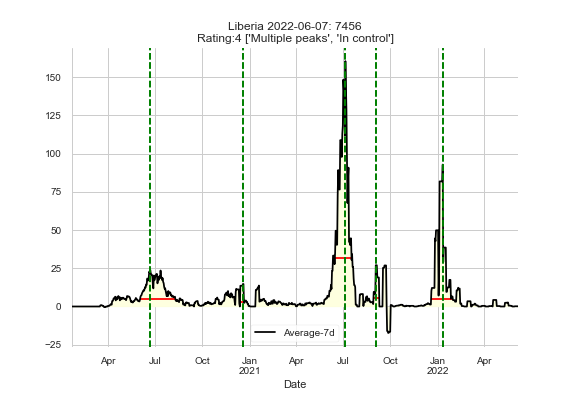 Liberia 2022-06-07: 7456
Rating:4 ['Multiple peaks', 'In control']
150
125
100
75
50
25
0
−25
Average-7d
Apr
Jul
Oct
Jan
2021
Apr
Jul
Oct
Jan
2022
Apr
Date